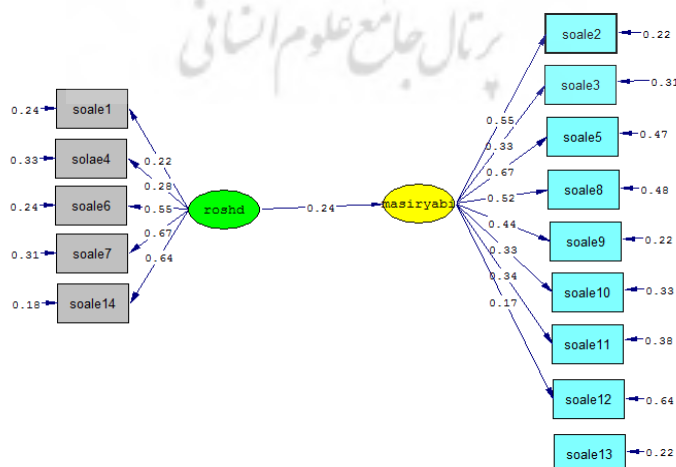 پرتال جامع علوم انسانی
soale2
0.22
soale3
0.31
soale1
0.24
0.55
0.33
soale5
0.47
solae4
0.33
0.22
0.67
0.28
soale6
0.24
0.55
roshd
0.24
masiryabi
0.52
soale8
0.48
0.67
0.44
soale9
0.22
soale7
0.31
0.64
0.33
soale14
0.18
0.34
soale10
0.33
0.17
soale11
0.38
soale12
0.64
soale13
0.22